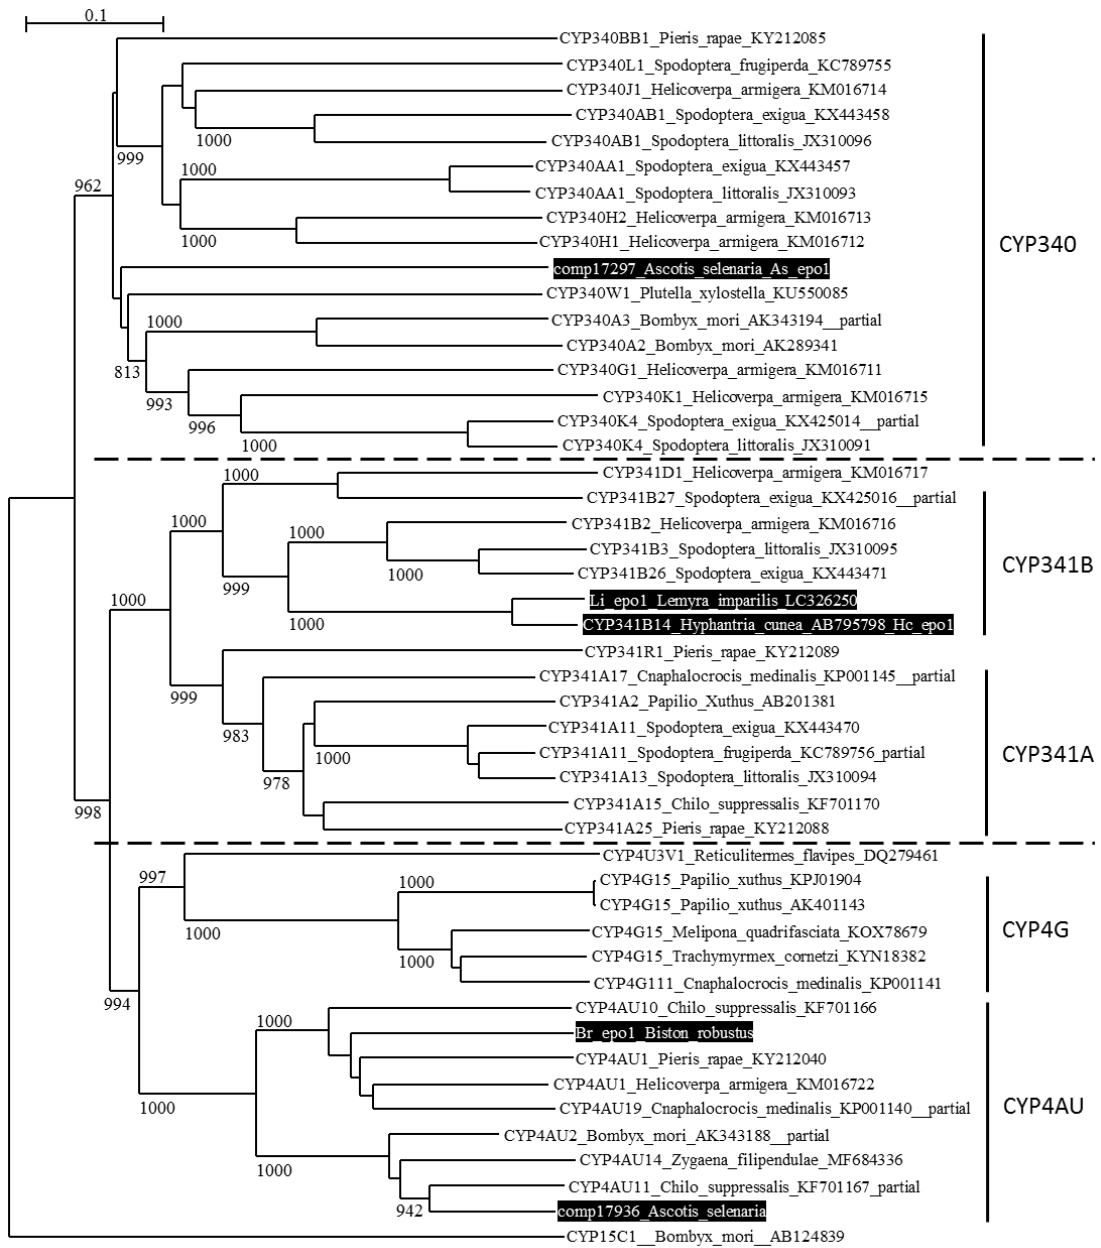 0.1
CYP340BB1_Pieris_rapae_KY212085
CYP340L1_Spodoptera_frugiperda_KC789755
CYP340J1_Helicoverpa_armigera_KM016714
CYP340AB1_Spodoptera_exigua_KX443458
1000
CYP340AB1_Spodoptera_littoralis_JX310096
999
CYP340AA1_Spodoptera_exigua_KX443457
1000
962
CYP340AA1_Spodoptera_littoralis_JX310093
CYP340H2_Helicoverpa_armigera_KM016713
1000
CYP340H1_Helicoverpa_armigera_KM016712
CYP340
comp17297_Ascotis_selenaria_As_epo1
CYP340W1_Plutella_xylostella_KU550085
1000
CYP340A3_Bombyx_mori_AK343194__partial
CYP340A2_Bombyx_mori_AK289341
813
CYP340G1_Helicoverpa_armigera_KM016711
993
CYP340K1_Helicoverpa_armigera_KM016715
996
CYP340K4_Spodoptera_exigua_KX425014__partial
1000
CYP340K4_Spodoptera_littoralis_JX310091
1000
CYP341D1_Helicoverpa_armigera_KM016717
CYP341B27_Spodoptera_exigua_KX425016__partial
1000
CYP341B2_Helicoverpa_armigera_KM016716
1000
CYP341B3_Spodoptera_littoralis_JX310095
999
1000
CYP341B26_Spodoptera_exigua_KX443471
CYP341B
1000
Li_epo1_Lemyra_imparilis_LC326250
1000
CYP341B14_Hyphantria_cunea_AB795798_Hc_epo1
CYP341R1_Pieris_rapae_KY212089
999
CYP341A17_Cnaphalocrocis_medinalis_KP001145__partial
CYP341A2_Papilio_Xuthus_AB201381
983
CYP341A11_Spodoptera_exigua_KX443470
1000
CYP341A11_Spodoptera_frugiperda_KC789756_partial
CYP341A
978
CYP341A13_Spodoptera_littoralis_JX310094
998
CYP341A15_Chilo_suppressalis_KF701170
CYP341A25_Pieris_rapae_KY212088
CYP4U3V1_Reticulitermes_flavipes_DQ279461
997
1000
CYP4G15_Papilio_xuthus_KPJ01904
CYP4G15_Papilio_xuthus_AK401143
CYP4G
1000
CYP4G15_Melipona_quadrifasciata_KOX78679
1000
CYP4G15_Trachymyrmex_cornetzi_KYN18382
CYP4G111_Cnaphalocrocis_medinalis_KP001141
994
CYP4AU10_Chilo_suppressalis_KF701166
1000
Br_epo1_Biston_robustus
CYP4AU1_Pieris_rapae_KY212040
CYP4AU1_Helicoverpa_armigera_KM016722
1000
CYP4AU19_Cnaphalocrocis_medinalis_KP001140__partial
CYP4AU
CYP4AU2_Bombyx_mori_AK343188__partial
1000
CYP4AU14_Zygaena_filipendulae_MF684336
CYP4AU11_Chilo_suppressalis_KF701167_partial
942
comp17936_Ascotis_selenaria
CYP15C1__Bombyx_mori__AB124839